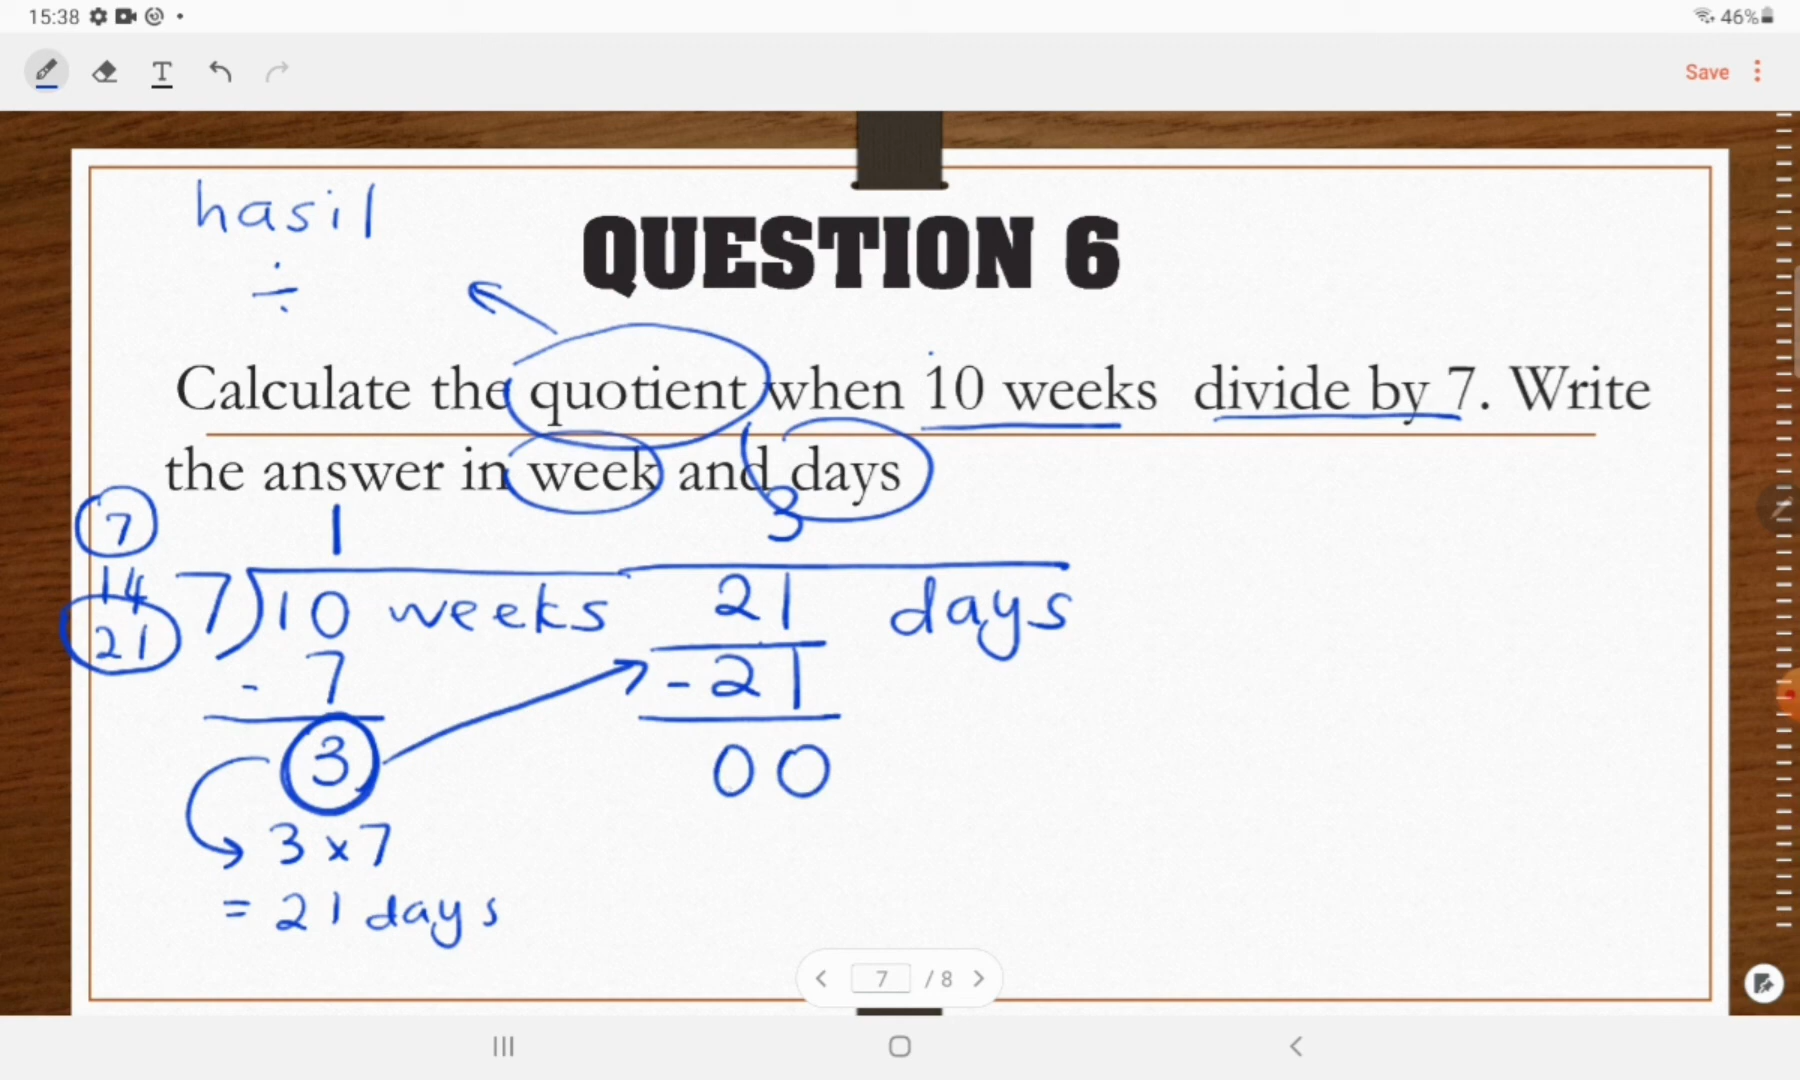 15:38
46%
Save
hasil
÷
QUESTION 6
Calculate the quotient when 10 weeks divide by 7. Write
the answer in week and days
7
14
21
1 3
7)10 weeks 21 days
- 7 - 21
3 00
3 x 7
= 21 days
7 / 8